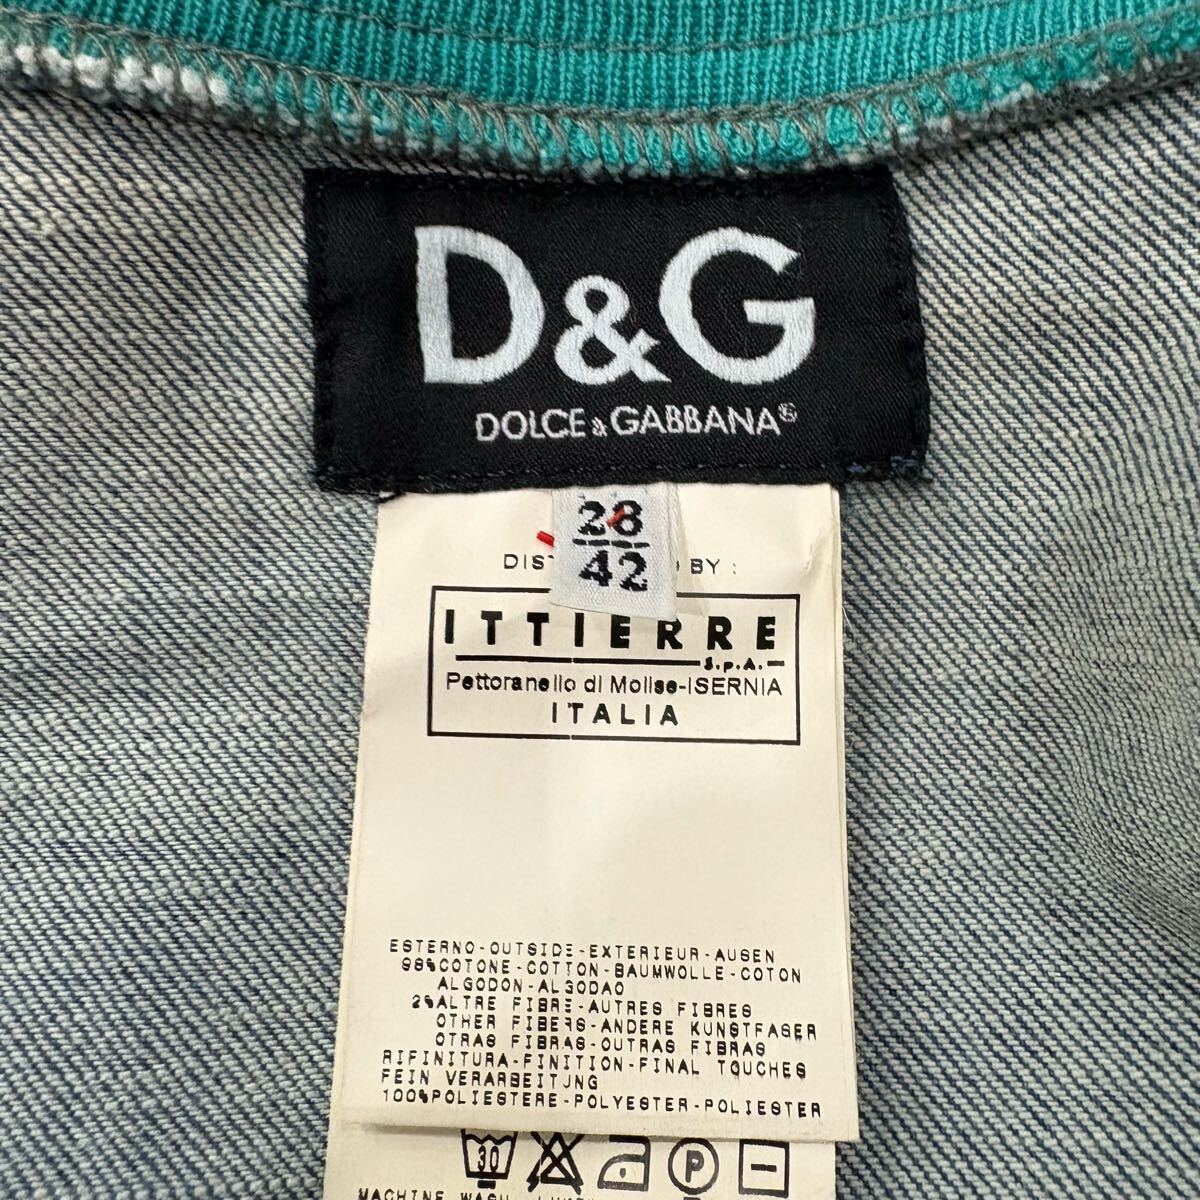 D&G
DOLCE & GABBANA®
28
42
BY :
ITTIERRE
S.p.A.
Pettoranello di Molise-ISERNIA
ITALIA
ESTERNO-OUTSIDE-EXTERIEUR-AUSEN
98%COTONE-COTTON-BAUMWOLLE-COTON
ALGODON-ALGODAO
2%ALTRE FIBRE-AUTRES FIBRES
OTHER FIBERS-ANDERE KUNSTFASER
OTRAS FIBRAS-OUTRAS FIBRAS
RIFINITURA-FINITION-FINAL TOUCHES
FEIN VERARBEITUNG
100%POLIESTERE-POLYESTER-POLIESTER
30
P
MACHINE WASH